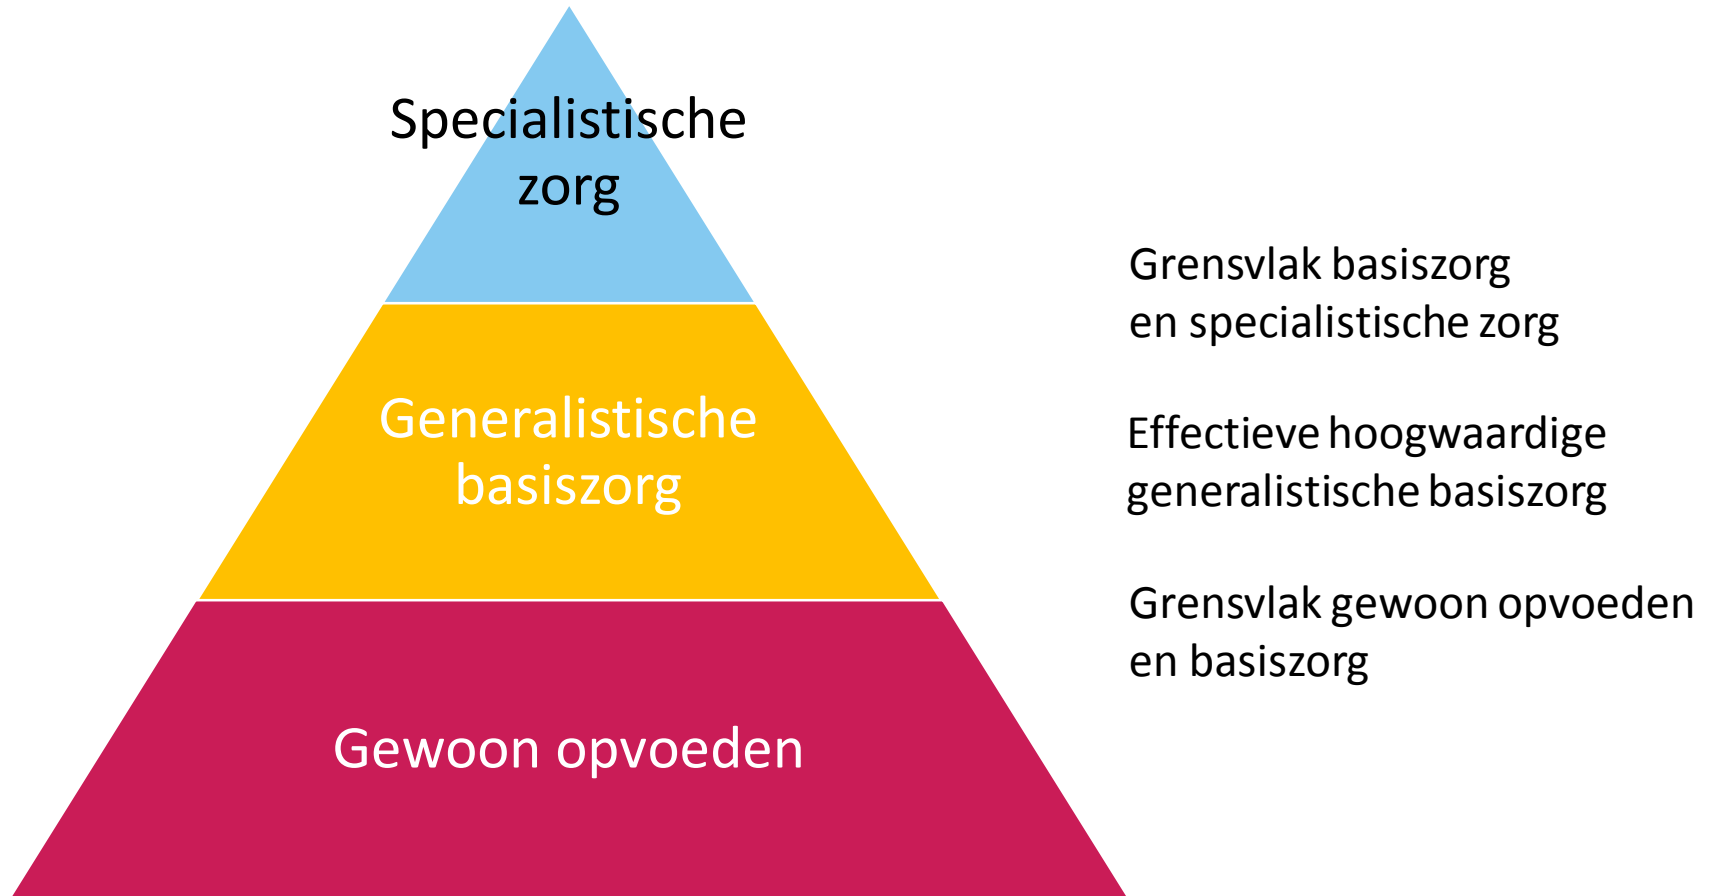 Specialistische
zorg
Generalistische
basiszorg
Gewoon opvoeden
Grensvlak basiszorg
en specialistische zorg
Effectieve hoogwaardige
generalistische basiszorg
Grensvlak gewoon opvoeden
en basiszorg